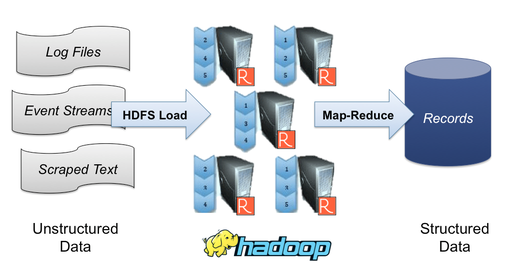 Log Files
Event Streams
Scraped Text
HDFS Load
2
4
5
R
1
2
5
R
1
3
4
R
2
3
4
R
1
3
5
R
Map-Reduce
Records
Unstructured
Data
hadoop
Structured
Data